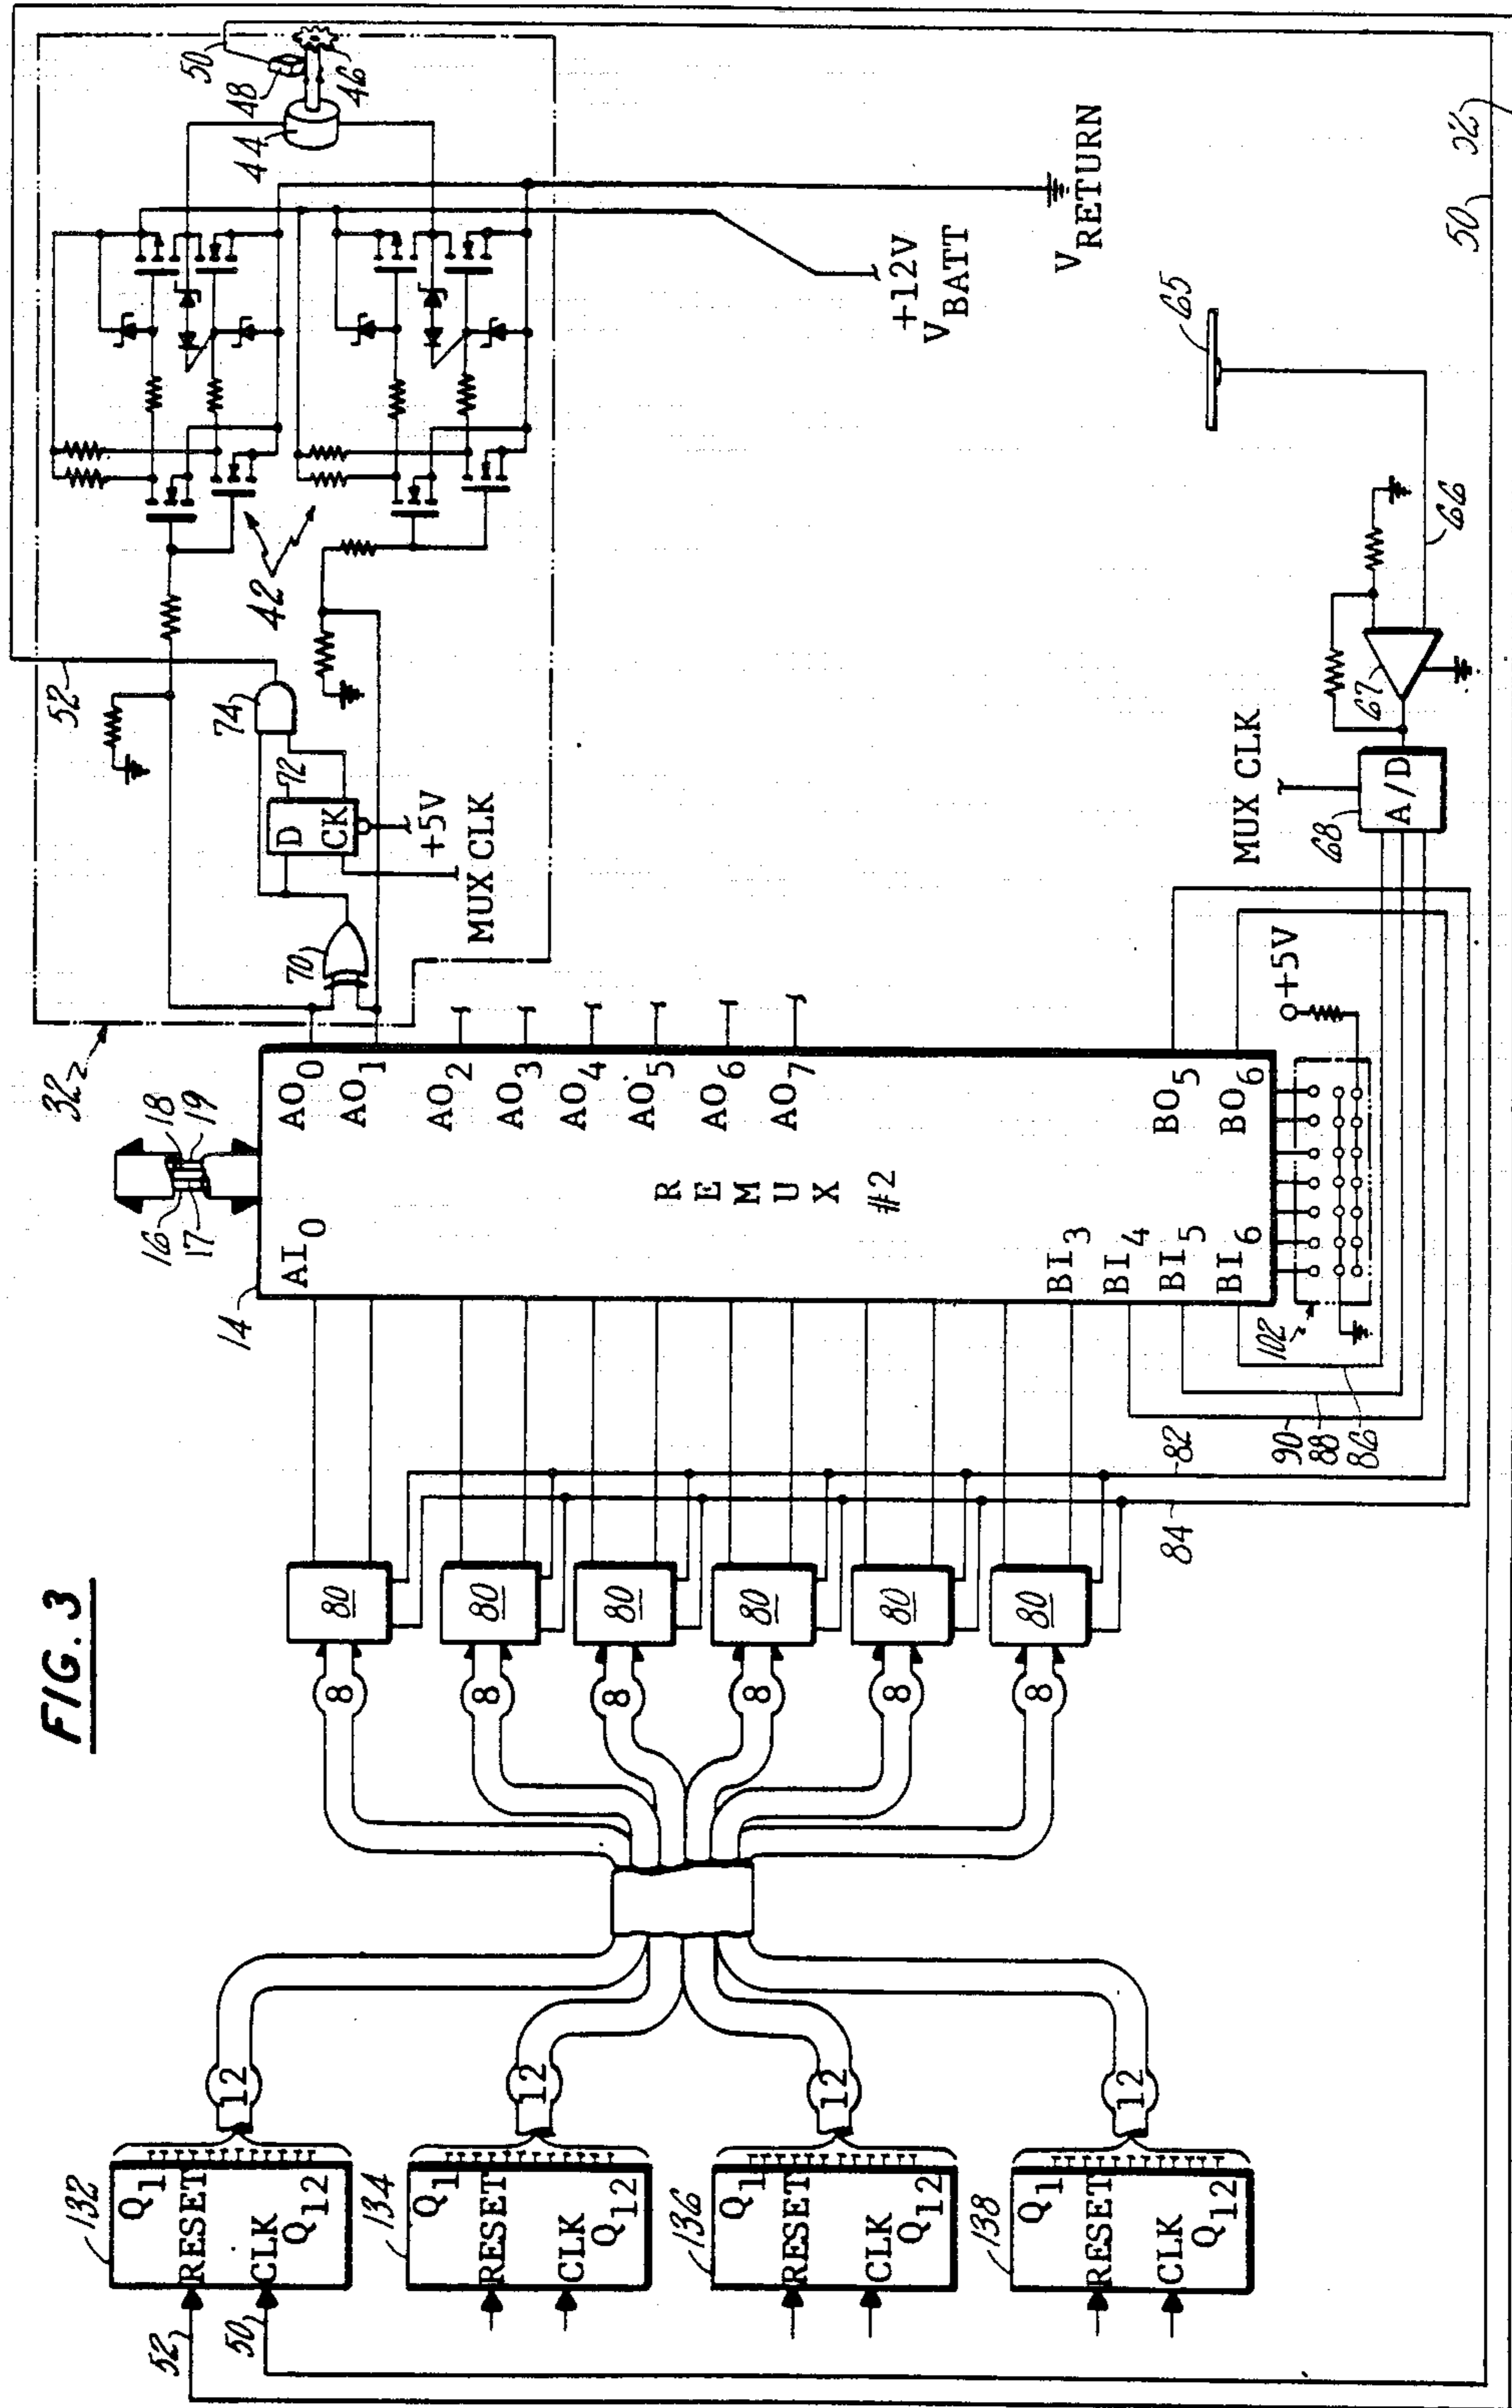 FIG. 3
132
Q1
RESET
CLK
Q12
52
50
12
134
Q1
RESET
CLK
Q12
12
136
Q1
RESET
CLK
Q12
12
138
Q1
RESET
CLK
Q12
12
8
8
8
8
8
8
80
80
80
80
80
80
84
82
90
88
86
14
16
17
18
19
AI0
BI3
BI4
BI5
BI6
REMUX
#2
AO0
AO1
AO2
AO3
AO4
AO5
AO6
AO7
BO5
BO6
102
+5V
32
70
D
CK
72
74
+5V
MUX CLK
52
42
44
46
48
50
+12V
VBATT
VRETURN
MUX CLK
68
A/D
67
66
65
50
52